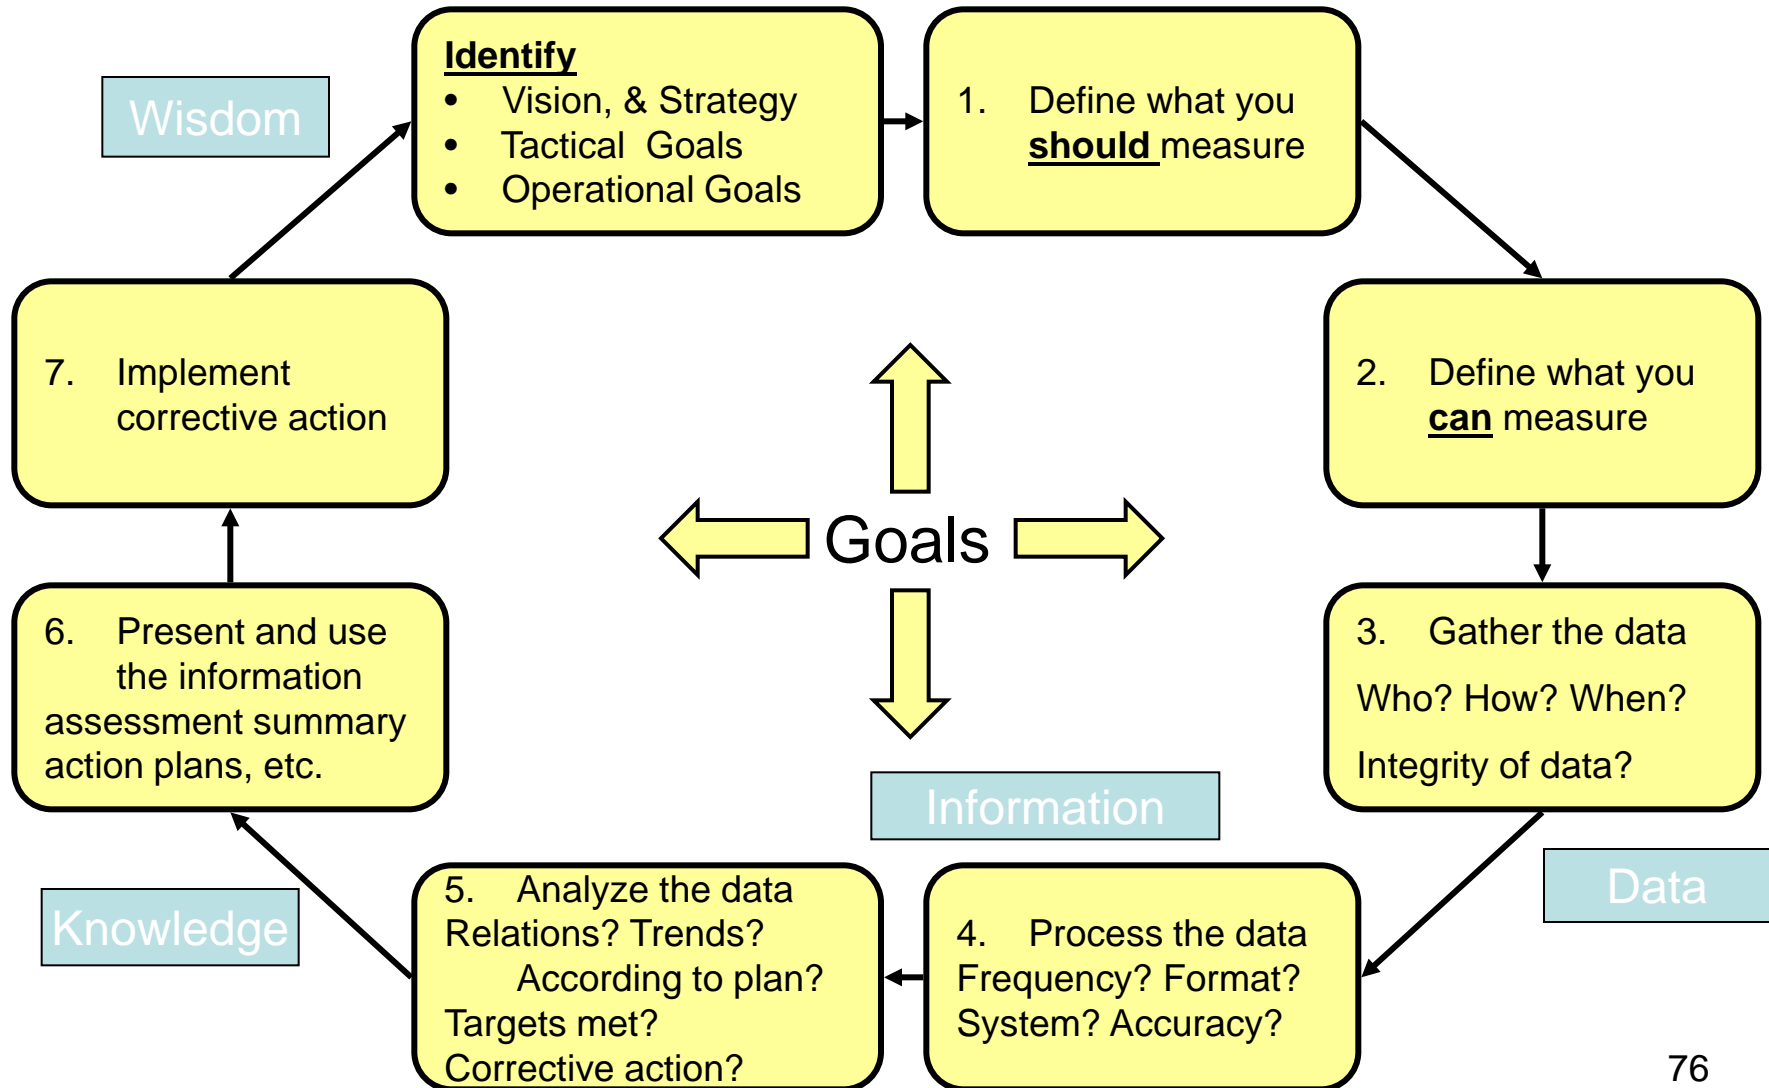 Identify
• Vision, & Strategy
• Tactical Goals
• Operational Goals
1. Define what you
should measure
2. Define what you
can measure
3. Gather the data
Who? How? When?
Integrity of data?
Data
4. Process the data
Frequency? Format?
System? Accuracy?
Information
5. Analyze the data
Relations? Trends?
According to plan?
Targets met?
Corrective action?
Knowledge
6. Present and use
the information
assessment summary
action plans, etc.
7. Implement
corrective action
Wisdom
Goals
76